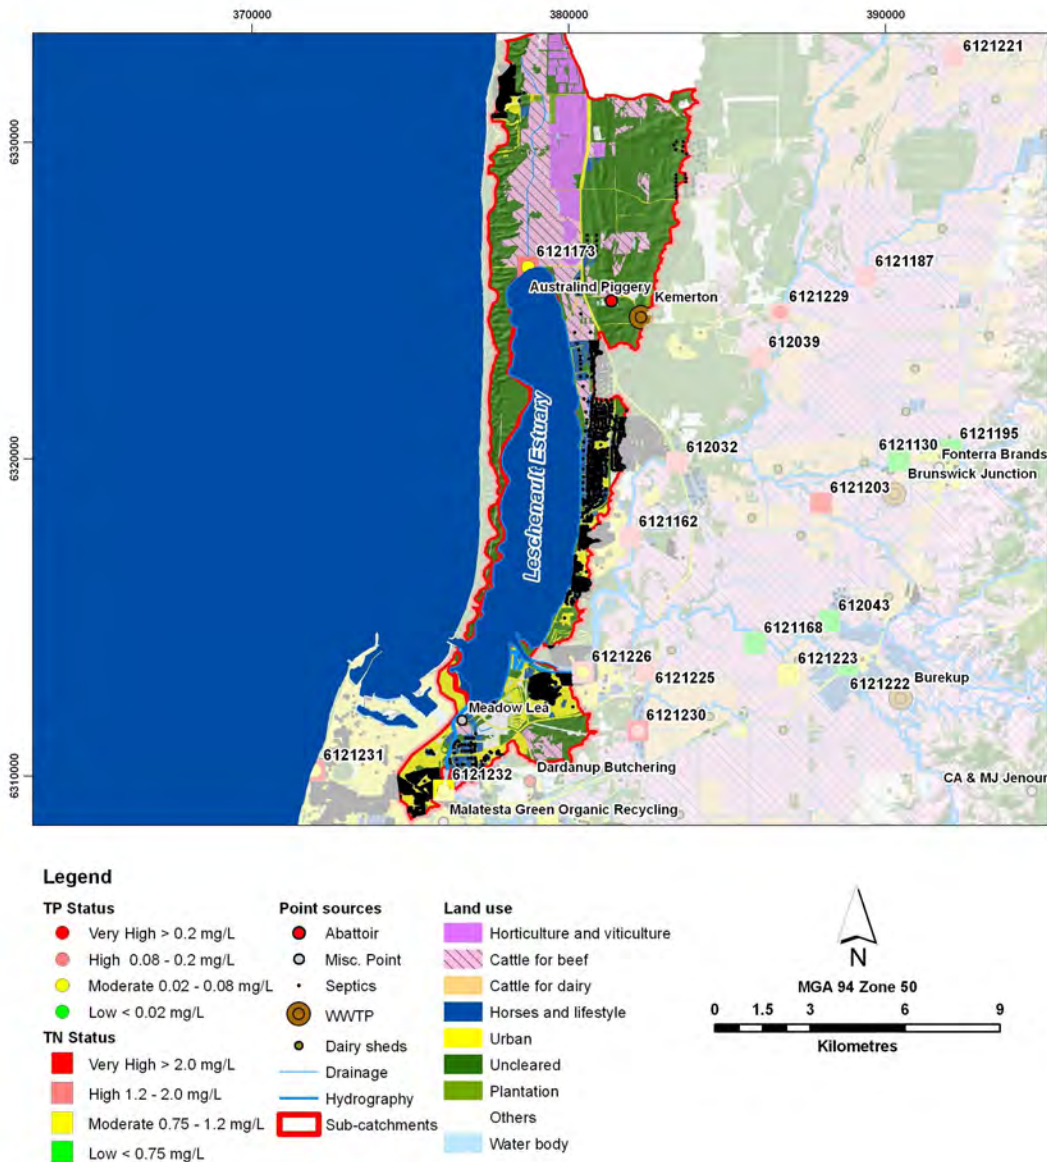 370000
380000
390000
6330000
6320000
6310000
6121221
6121173
6121187
Australind Piggery
Kemerton
6121229
612039
Leschenault Estuary
612032
6121130
6121195
Fonterra Brands
Brunswick Junction
6121203
6121162
612043
6121168
6121226
6121223
6121225
6121222
Burekup
Meadow Lea
6121230
6121231
6121232
Dardanup Butchering
CA & MJ Jenour
Malatesta Green Organic Recycling
Legend
TP Status
Very High > 0.2 mg/L
High 0.08 - 0.2 mg/L
Moderate 0.02 - 0.08 mg/L
Low < 0.02 mg/L
TN Status
Very High > 2.0 mg/L
High 1.2 - 2.0 mg/L
Moderate 0.75 - 1.2 mg/L
Low < 0.75 mg/L
Point sources
Abattoir
Misc. Point
Septics
WWTP
Dairy sheds
Drainage
Hydrography
Sub-catchments
Land use
Horticulture and viticulture
Cattle for beef
Cattle for dairy
Horses and lifestyle
Urban
Uncleared
Plantation
Others
Water body
N
MGA 94 Zone 50
0 1.5 3 6 9
Kilometres